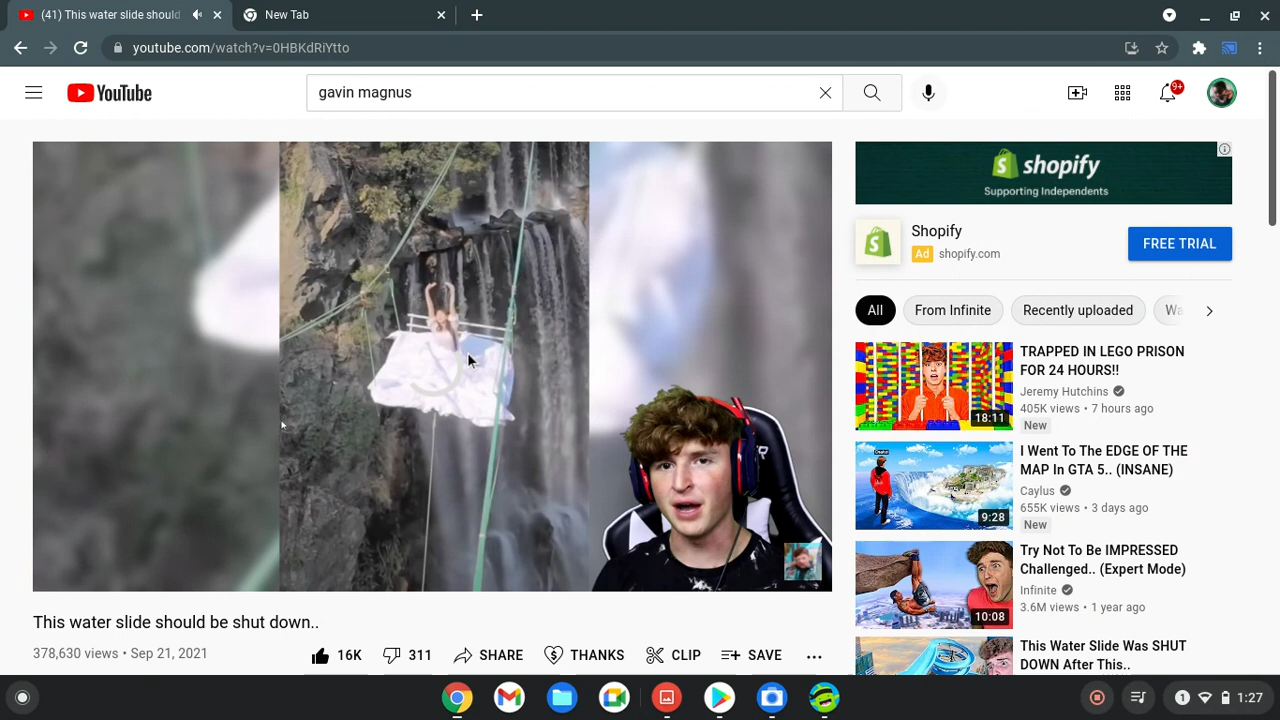 (41) This water slide should
New Tab
youtube.com/watch?v=0HBKdRiYtto
YouTube
gavin magnus
9+
shopify
Supporting Independents
Shopify
Ad shopify.com
FREE TRIAL
All
From Infinite
Recently uploaded
Wa
TRAPPED IN LEGO PRISON
FOR 24 HOURS!!
Jeremy Hutchins
405K views • 7 hours ago
New
18:11
I Went To The EDGE OF THE
MAP In GTA 5.. (INSANE)
Caylus
655K views • 3 days ago
New
9:28
Try Not To Be IMPRESSED
Challenged.. (Expert Mode)
Infinite
3.6M views • 1 year ago
10:08
This Water Slide Was SHUT
DOWN After This..
This water slide should be shut down..
378,630 views • Sep 21, 2021
16K
311
SHARE
THANKS
CLIP
SAVE
1
1:27